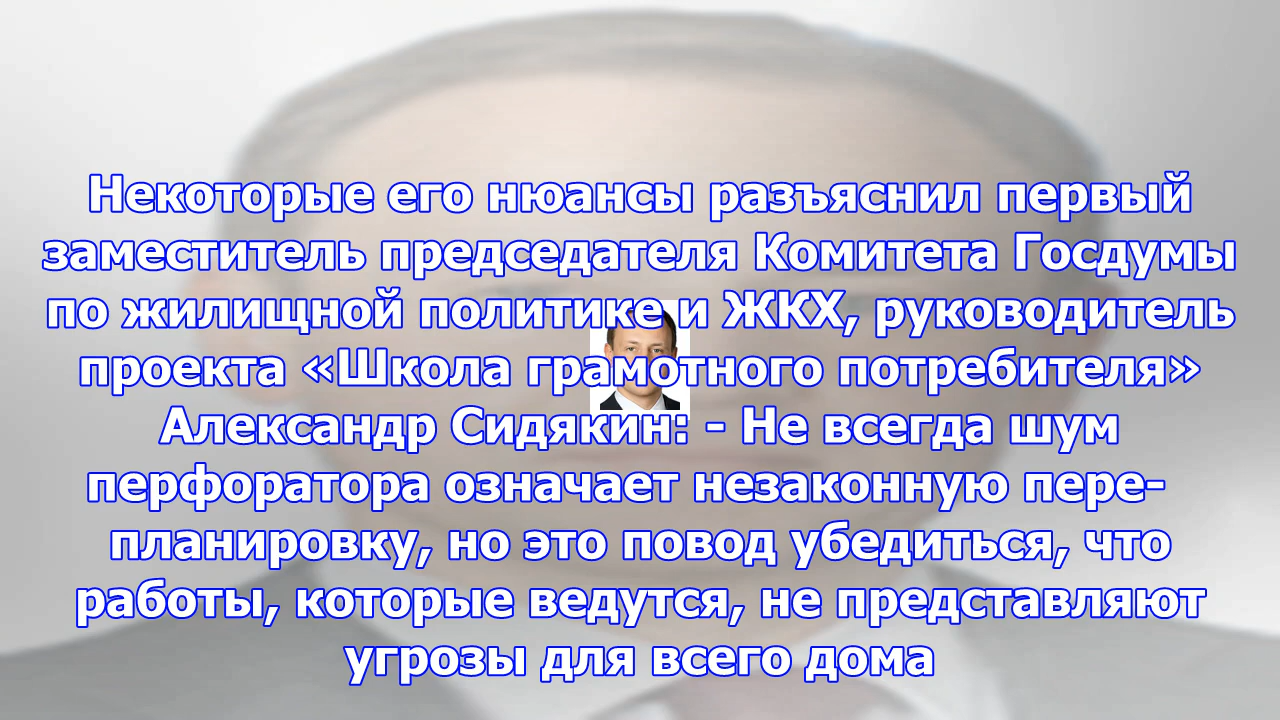 Некоторые его нюансы разъяснил первый
заместитель председателя Комитета Госдумы
по жилищной политике и ЖКХ, руководитель
проекта «Школа грамотного потребителя»
Александр Сидякин: - Не всегда шум
перфоратора означает незаконную пере-
планировку, но это повод убедиться, что
работы, которые ведутся, не представляют
угрозы для всего дома